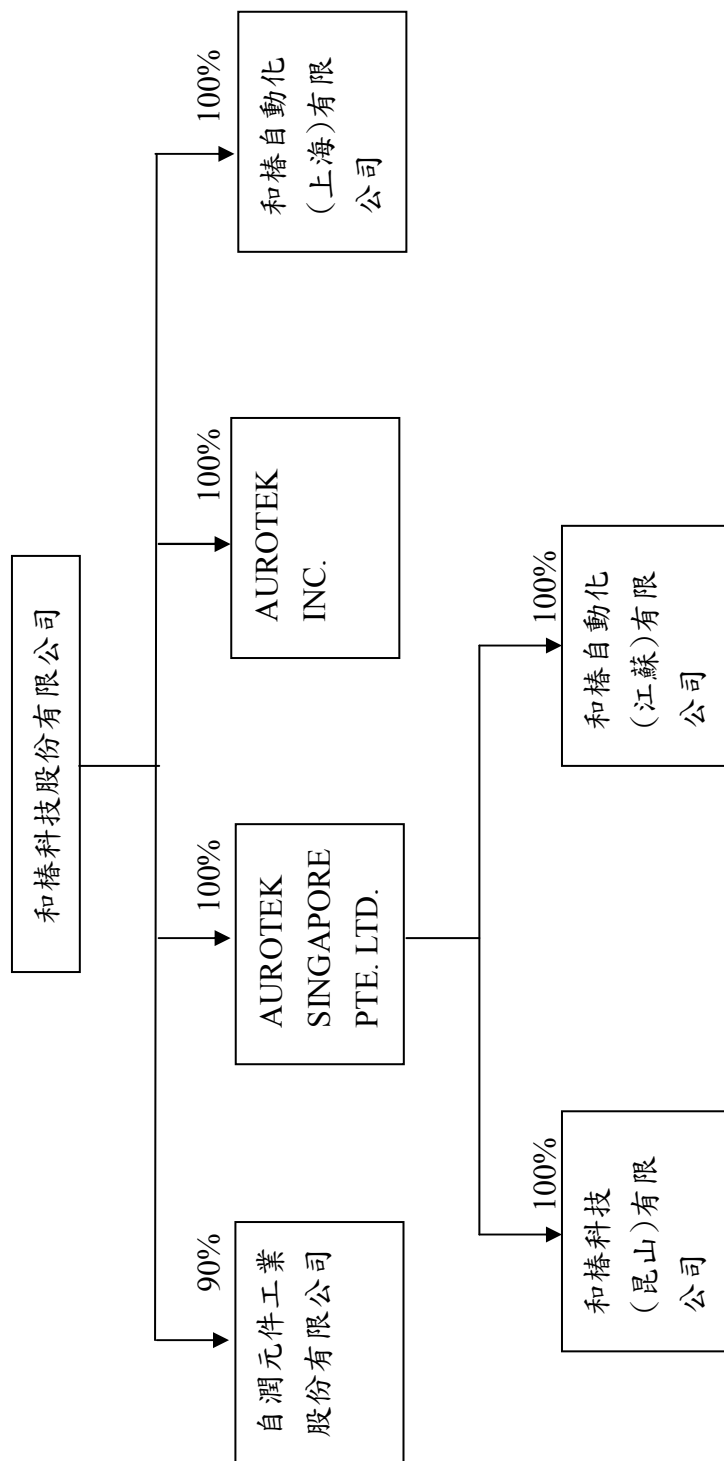 和椿科技股份有限公司
90%
自潤元件工業
股份有限公司
100%
AUROTEK
SINGAPORE
PTE. LTD.
100%
AUROTEK
INC.
100%
和椿自動化
(上海)有限
公司
100%
和椿科技
(昆山)有限
公司
100%
和椿自動化
(江蘇)有限
公司